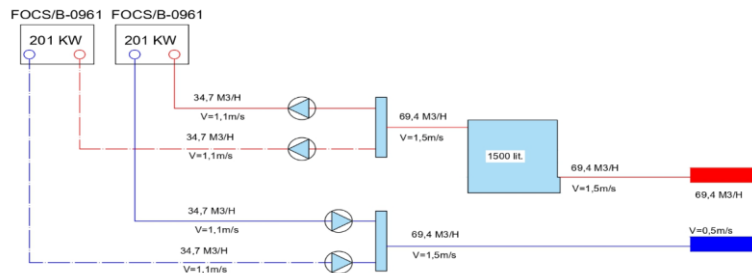 FOCS/B-0961 FOCS/B-0961
201 KW 201 KW
34,7 M3/H
V=1,1m/s
69,4 M3/H
V=1,5m/s
34,7 M3/H
V=1,1m/s
1500 lit.
69,4 M3/H
V=1,5m/s
69,4 M3/H
34,7 M3/H
V=1,1m/s
69,4 M3/H
V=1,5m/s
V=0,5m/s
34,7 M3/H
V=1,1m/s